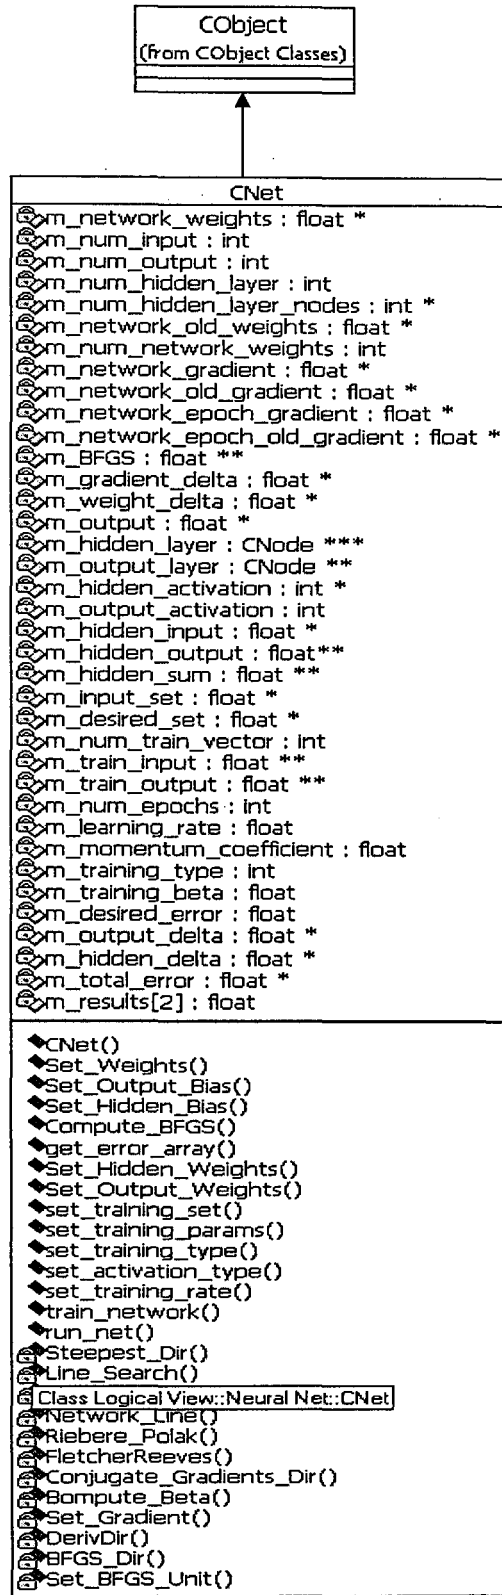 CObject
(from CObject Classes)
CNet
m_network_weights : float *
m_num_input : int
m_num_output : int
m_num_hidden_layer : int
m_num_hidden_layer_nodes : int *
m_network_old_weights : float *
m_num_network_weights : int
m_network_gradient : float *
m_network_old_gradient : float *
m_network_epoch_gradient : float *
m_network_epoch_old_gradient : float *
m_BFGS : float **
m_gradient_delta : float *
m_weight_delta : float *
m_output : float *
m_hidden_layer : CNode ***
m_output_layer : CNode **
m_hidden_activation : int *
m_output_activation : int
m_hidden_input : float *
m_hidden_output : float**
m_hidden_sum : float **
m_input_set : float *
m_desired_set : float *
m_num_train_vector : int
m_train_input : float **
m_train_output : float **
m_num_epochs : int
m_learning_rate : float
m_momentum_coefficient : float
m_training_type : int
m_training_beta : float
m_desired_error : float
m_output_delta : float *
m_hidden_delta : float *
m_total_error : float *
m_results[2] : float
CNet()
Set_Weights()
Set_Output_Bias()
Set_Hidden_Bias()
Compute_BFGS()
get_error_array()
Set_Hidden_Weights()
Set_Output_Weights()
set_training_set()
set_training_params()
set_training_type()
set_activation_type()
set_training_rate()
train_network()
run_net()
Steepest_Dir()
Line_Search()
Class Logical View::Neural Net::CNet
Network_Line()
Riebere_Polak()
FletcherReeves()
Conjugate_Gradients_Dir()
Bompute_Beta()
Set_Gradient()
DerivDir()
BFGS_Dir()
Set_BFGS_Unit()